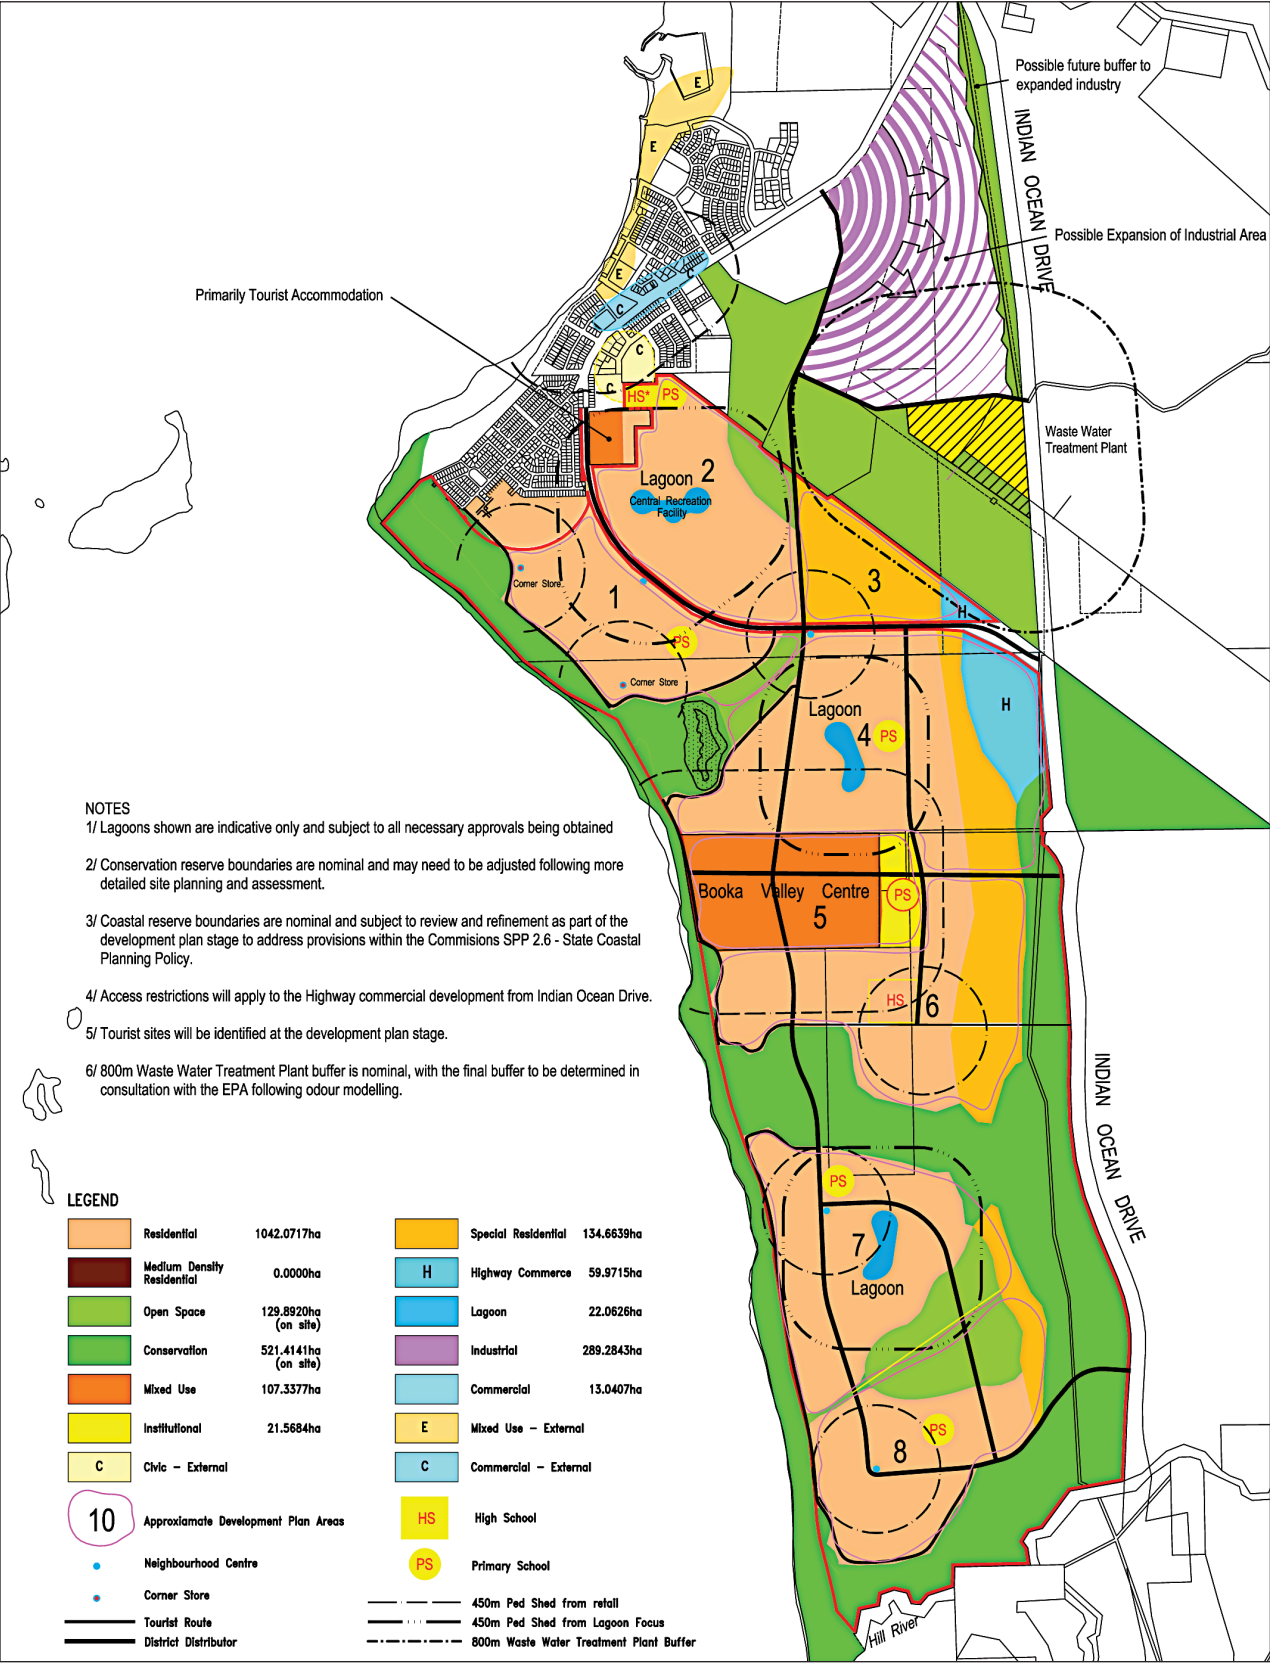 Possible future buffer to
expanded industry
INDIAN OCEAN DRIVE
Possible Expansion of Industrial Area
Primarily Tourist Accommodation
E
E
E
C
C
C
C
HS*
PS
Waste Water
Treatment Plant
Lagoon 2
Central Recreation
Facility
3
H
Corner Store
1
PS
Corner Store
Lagoon
4
PS
H
Booka Valley Centre
PS
5
HS
6
PS
7
Lagoon
PS
8
INDIAN OCEAN DRIVE
Hill River
NOTES
1/ Lagoons shown are indicative only and subject to all necessary approvals being obtained
2/ Conservation reserve boundaries are nominal and may need to be adjusted following more
detailed site planning and assessment.
3/ Coastal reserve boundaries are nominal and subject to review and refinement as part of the
development plan stage to address provisions within the Commisions SPP 2.6 - State Coastal
Planning Policy.
4/ Access restrictions will apply to the Highway commercial development from Indian Ocean Drive.
5/ Tourist sites will be identified at the development plan stage.
6/ 800m Waste Water Treatment Plant buffer is nominal, with the final buffer to be determined in
consultation with the EPA following odour modelling.
LEGEND
Residential 1042.0717ha
Medium Density
Residential 0.0000ha
Open Space 129.8920ha
(on site)
Conservation 521.4141ha
(on site)
Mixed Use 107.3377ha
Institutional 21.5684ha
C Civic - External
10 Approxiamate Development Plan Areas
Neighbourhood Centre
Corner Store
Tourist Route
District Distributor
Special Residential 134.6639ha
H Highway Commerce 59.9715ha
Lagoon 22.0626ha
Industrial 289.2843ha
Commercial 13.0407ha
E Mixed Use - External
C Commercial - External
HS High School
PS Primary School
450m Ped Shed from retail
450m Ped Shed from Lagoon Focus
800m Waste Water Treatment Plant Buffer